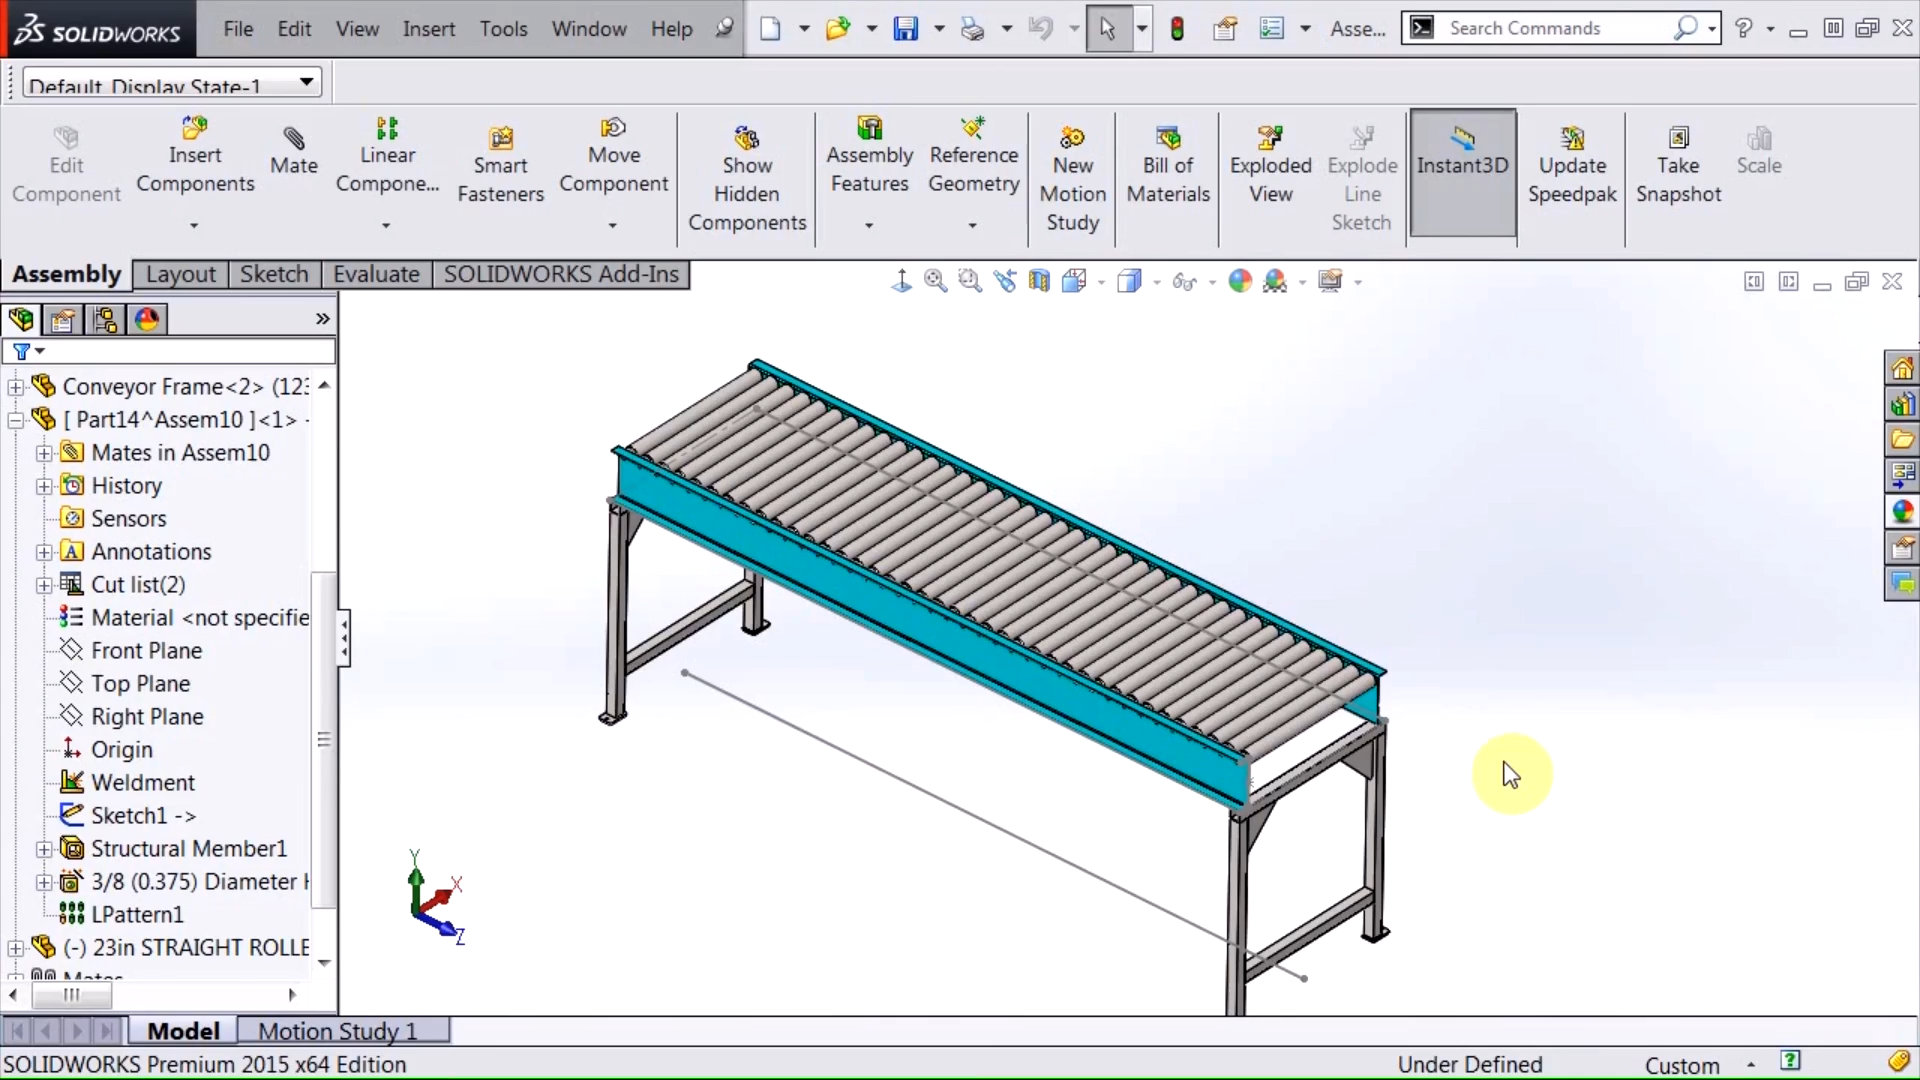 SOLIDWORKS File Edit View Insert Tools Window Help Asse... Search Commands ?
Default_Display State-1
Edit Component
Insert Components
Mate
Linear Compone...
Smart Fasteners
Move Component
Show Hidden Components
Assembly Features
Reference Geometry
New Motion Study
Bill of Materials
Exploded View
Explode Line Sketch
Instant3D
Update Speedpak
Take Snapshot
Scale
Assembly Layout Sketch Evaluate SOLIDWORKS Add-Ins
Conveyor Frame<2> (123
[ Part14^Assem10 ]<1> -
Mates in Assem10
History
Sensors
Annotations
Cut list(2)
Material <not specifie
Front Plane
Top Plane
Right Plane
Origin
Weldment
Sketch1 ->
Structural Member1
3/8 (0.375) Diameter H
LPattern1
(-) 23in STRAIGHT ROLLE
Mates
Y
X
Z
Model Motion Study 1
SOLIDWORKS Premium 2015 x64 Edition Under Defined Custom ?